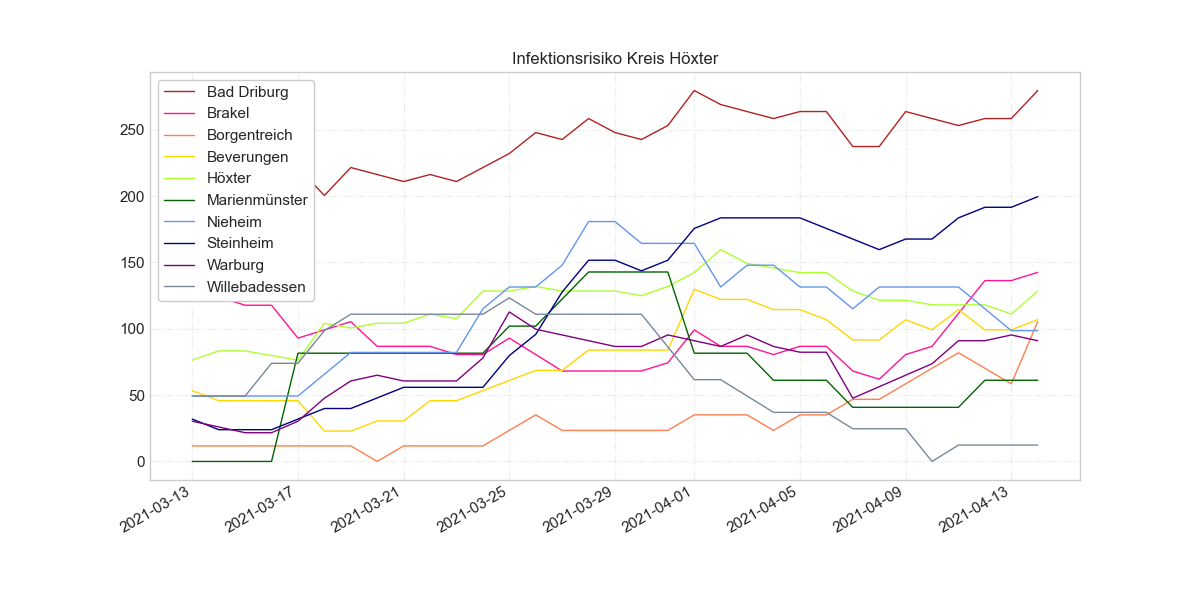 Infektionsrisiko Kreis Höxter
Bad Driburg
Brakel
Borgentreich
Beverungen
Höxter
Marienmünster
Nieheim
Steinheim
Warburg
Willebadessen
250
200
150
100
50
0
2021-03-13
2021-03-17
2021-03-21
2021-03-25
2021-03-29
2021-04-01
2021-04-05
2021-04-09
2021-04-13